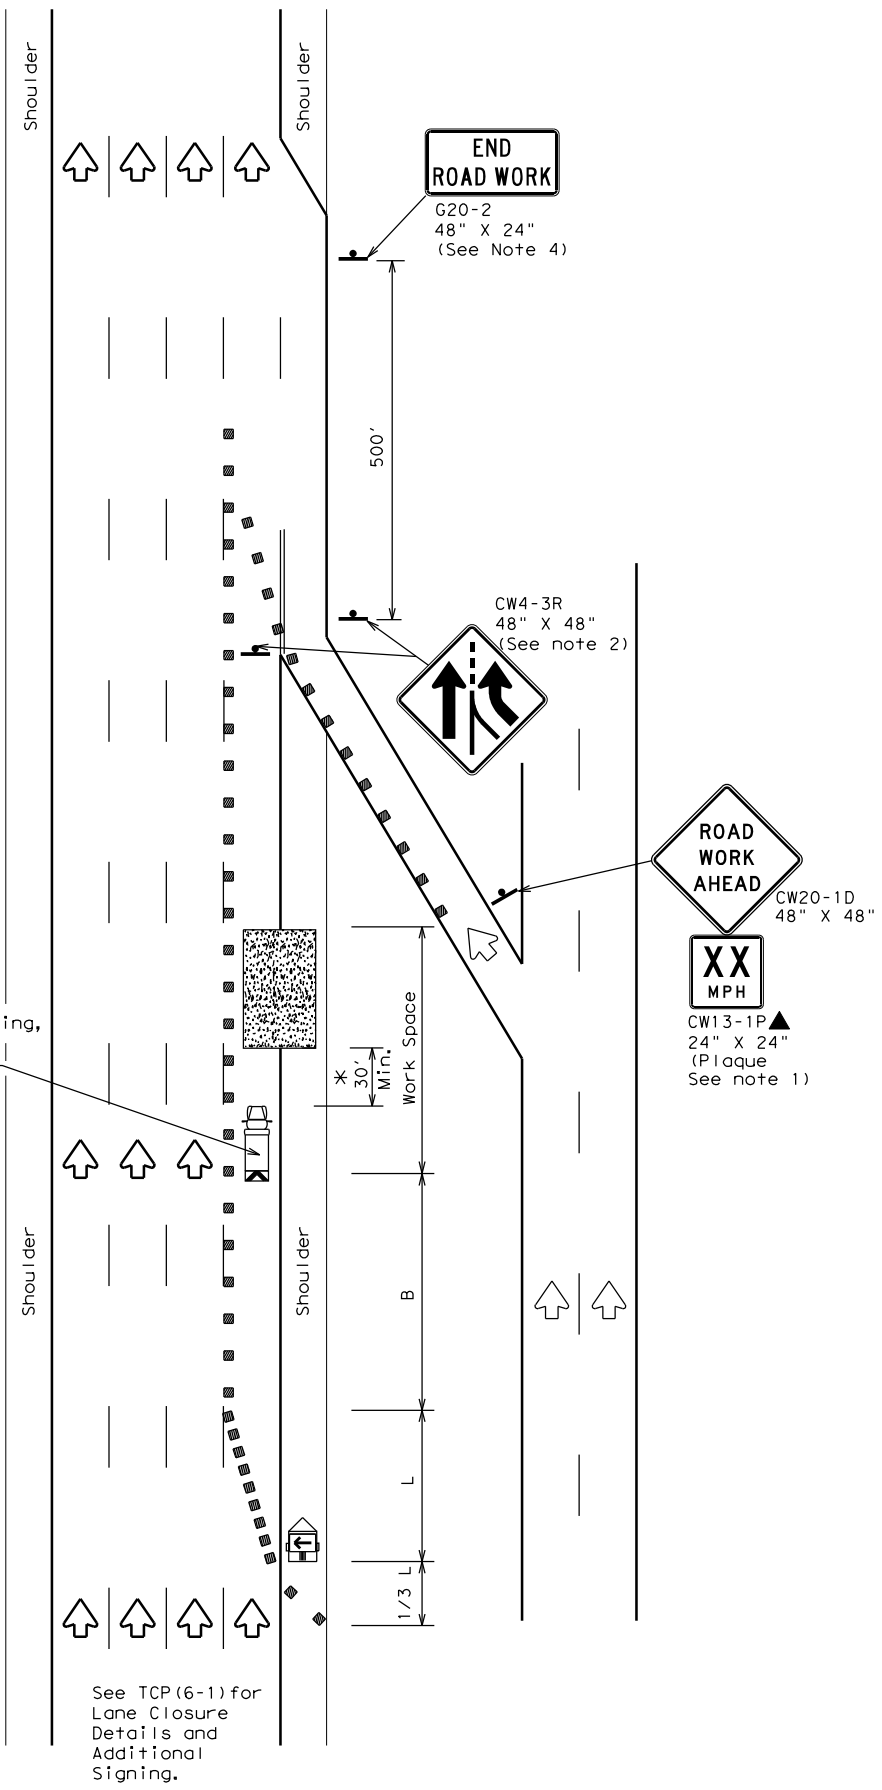 Shoulder
Shoulder
END
ROAD WORK
G20-2
48" X 24"
(See Note 4)
500'
CW4-3R
48" X 48"
(See note 2)
ROAD
WORK
AHEAD
CW20-1D
48" X 48"
XX
MPH
CW13-1P
24" X 24"
(Plaque
See note 1)
ing,
* 30'
Min.
Work Space
Shoulder
Shoulder
B
L
1/3 L
See TCP(6-1)for
Lane Closure
Details and
Additional
Signing.